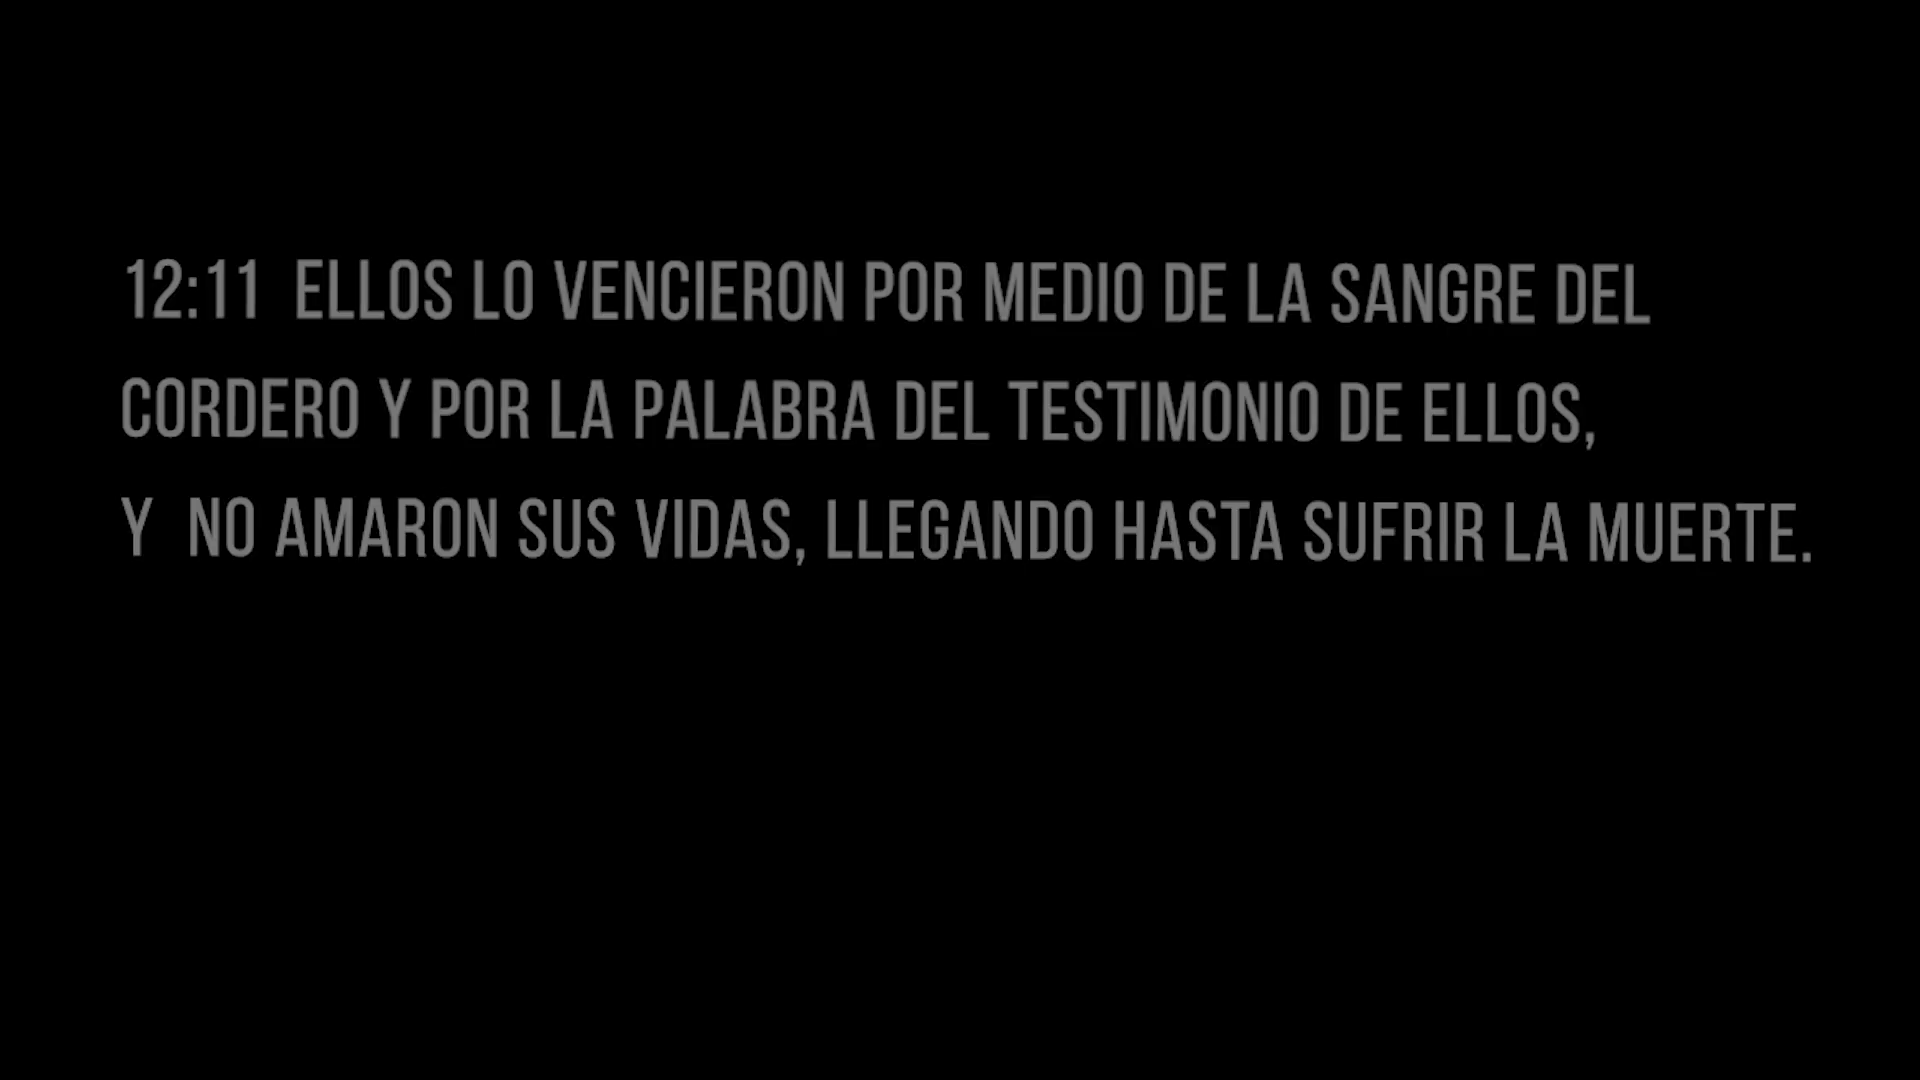 12:11  ELLOS LO VENCIERON POR MEDIO DE LA SANGRE DEL
CORDERO Y POR LA PALABRA DEL TESTIMONIO DE ELLOS,
Y  NO AMARON SUS VIDAS, LLEGANDO HASTA SUFRIR LA MUERTE.